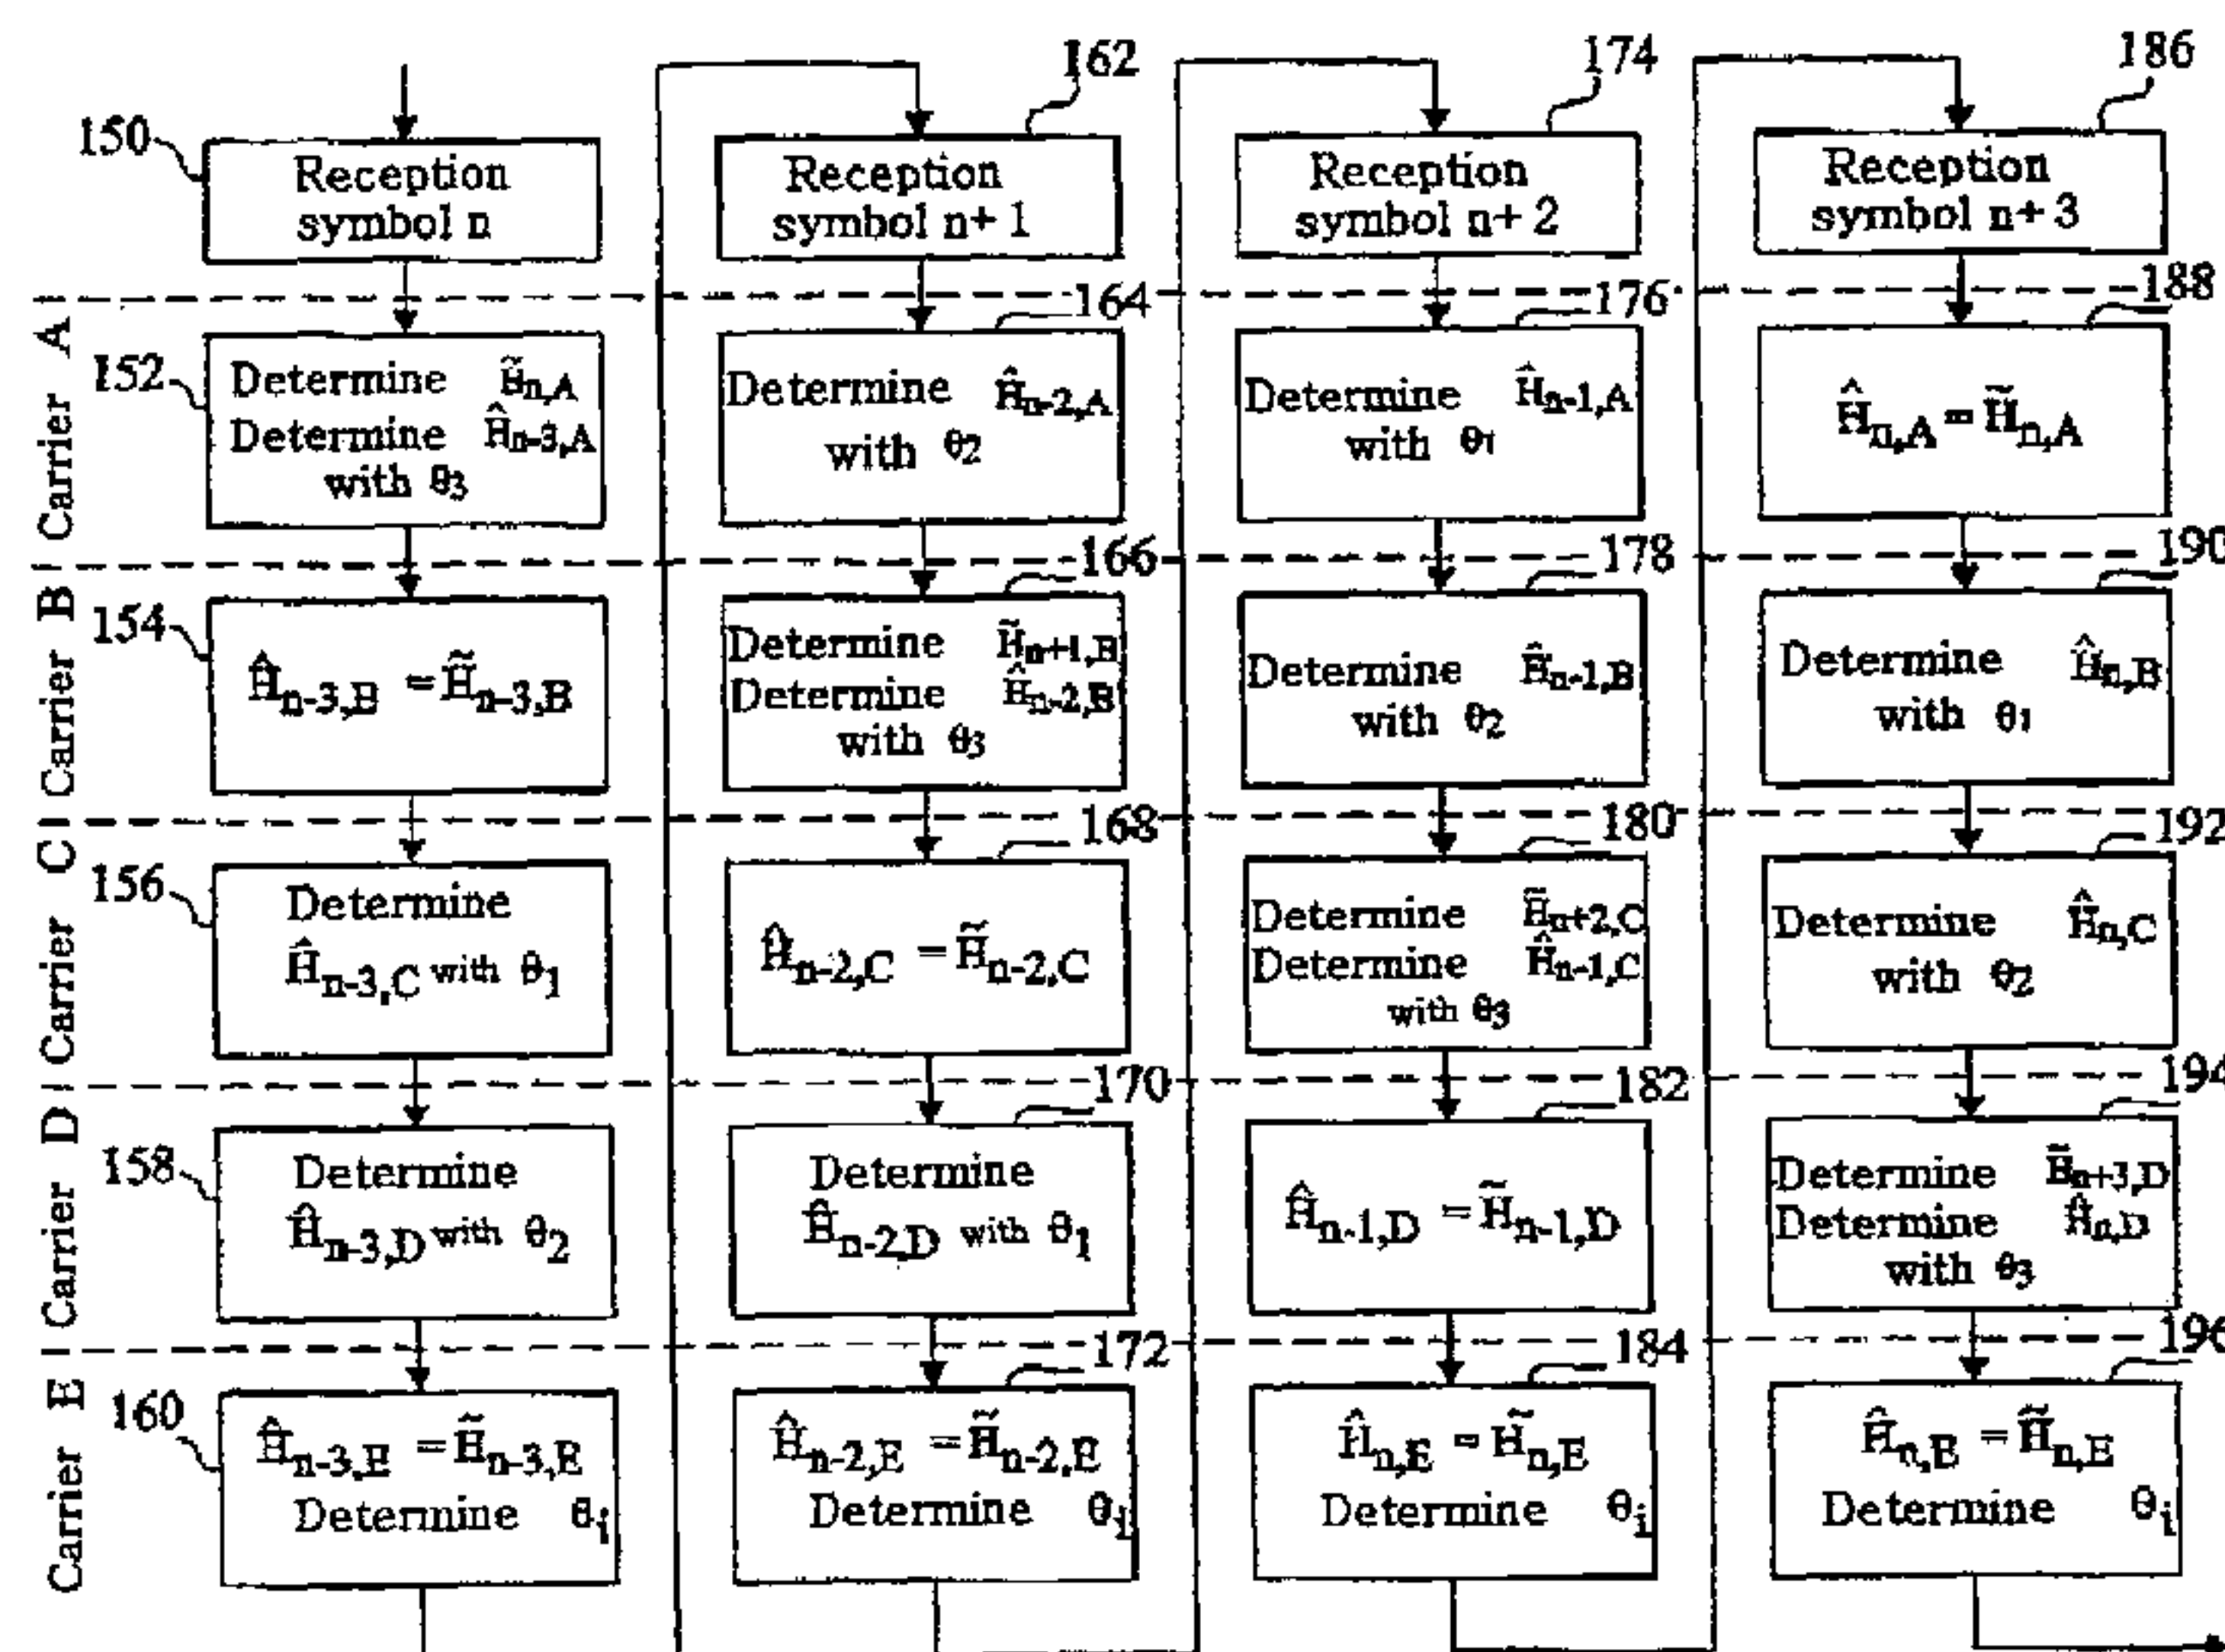 150
Reception
symbol n
162
Reception
symbol n+1
174
Reception
symbol n+2
186
Reception
symbol n+3
Carrier A
152
Determine H̃n,A
Determine Ĥn-3,A
with θ3
164
Determine Ĥn-2,A
with θ2
176
Determine Ĥn-1,A
with θ1
188
Ĥn,A = H̃n,A
Carrier B
154
Ĥn-3,B = H̃n-3,B
166
Determine H̃n+1,B
Determine Ĥn-2,B
with θ3
178
Determine Ĥn-1,B
with θ2
190
Determine Ĥn,B
with θ1
Carrier C
156
Determine
Ĥn-3,C with θ1
168
Ĥn-2,C = H̃n-2,C
180
Determine H̃n+2,C
Determine Ĥn-1,C
with θ3
192
Determine Ĥn,C
with θ2
Carrier D
158
Determine
Ĥn-3,D with θ2
170
Determine
Ĥn-2,D with θ1
182
Ĥn-1,D = H̃n-1,D
194
Determine H̃n+3,D
Determine Ĥn,D
with θ3
Carrier E
160
Ĥn-3,E = H̃n-3,E
Determine θi
172
Ĥn-2,E = H̃n-2,E
Determine θi
184
Ĥn,E = H̃n,E
Determine θi
196
Ĥn,E = H̃n,E
Determine θi